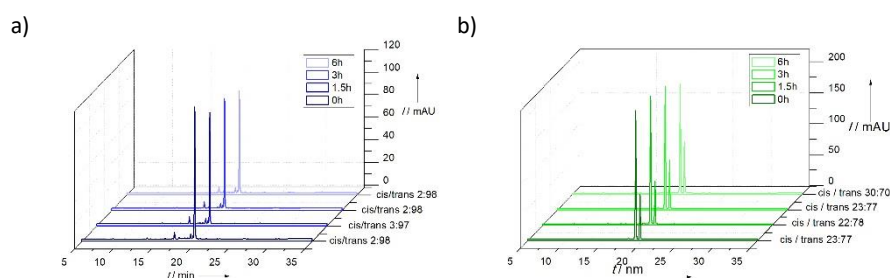 a)
120
100
80
60
40
20
0
6h
3h
1.5h
0h
I / mAU
cis/trans 2:98
cis/trans 2:98
cis/trans 3:97
cis/trans 2:98
5 10 15 20 25 30 35
t / min
b)
200
150
100
50
0
6h
3h
1.5h
0h
I / mAU
cis / trans 30:70
cis / trans 23:77
cis / trans 22:78
cis / trans 23:77
5 10 15 20 25 30 35
t / nm